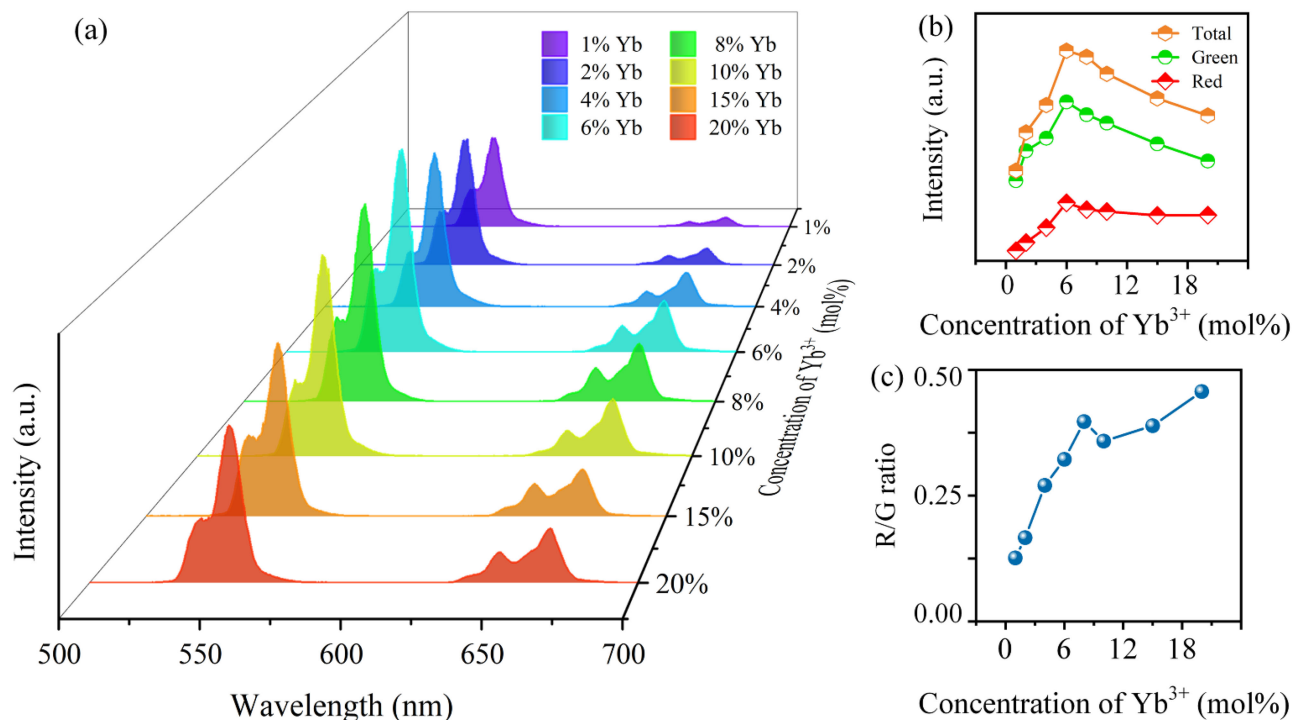 (a)
1% Yb
2% Yb
4% Yb
6% Yb
8% Yb
10% Yb
15% Yb
20% Yb
1%
2%
4%
6%
8%
10%
15%
20%
Concentration of Yb³⁺ (mol%)
Intensity (a.u.)
500
550
600
650
700
Wavelength (nm)
(b)
Total
Green
Red
Intensity (a.u.)
0
6
12
18
Concentration of Yb³⁺ (mol%)
(c)
0.50
0.25
0.00
R/G ratio
0
6
12
18
Concentration of Yb³⁺ (mol%)